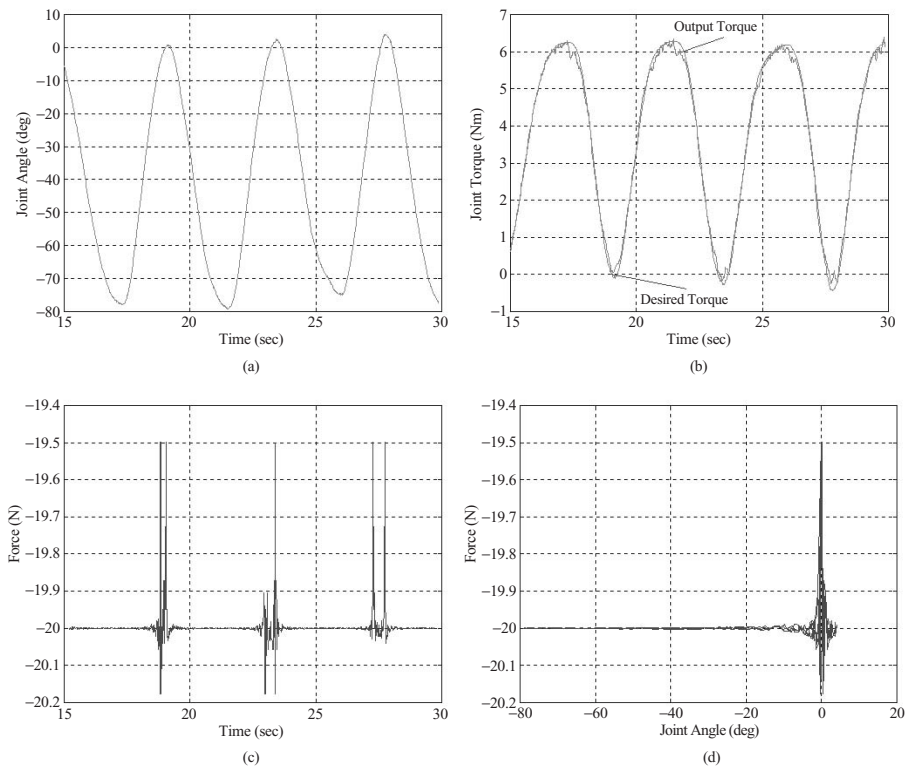 10
0
−10
−20
−30
−40
−50
−60
−70
−80
Joint Angle (deg)
15 20 25 30
Time (sec)
(a)
7
6
5
4
3
2
1
0
−1
Joint Torque (Nm)
Output Torque
Desired Torque
15 20 25 30
Time (sec)
(b)
−19.4
−19.5
−19.6
−19.7
−19.8
−19.9
−20
−20.1
−20.2
Force (N)
15 20 25 30
Time (sec)
(c)
−19.4
−19.5
−19.6
−19.7
−19.8
−19.9
−20
−20.1
−20.2
Force (N)
−80 −60 −40 −20 0 20
Joint Angle (deg)
(d)